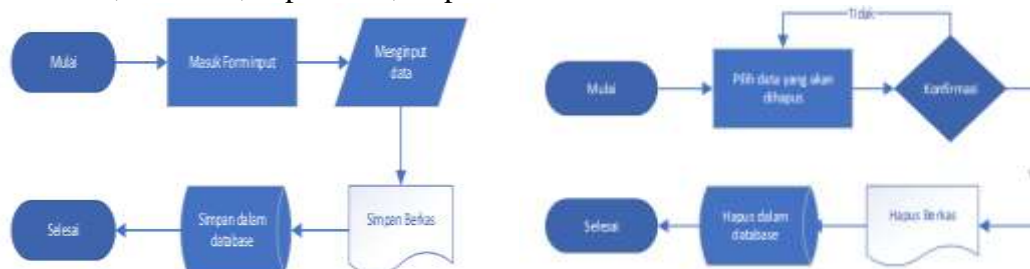 Mulai
Masuk Form input
Menginput
data
Simpan Berkas
Simpan dalam
database
Selesai
Tidak
Mulai
Pilih data yang akan
dihapus
Konfirmasi
Hapus Berkas
Hapus dalam
database
Selesai